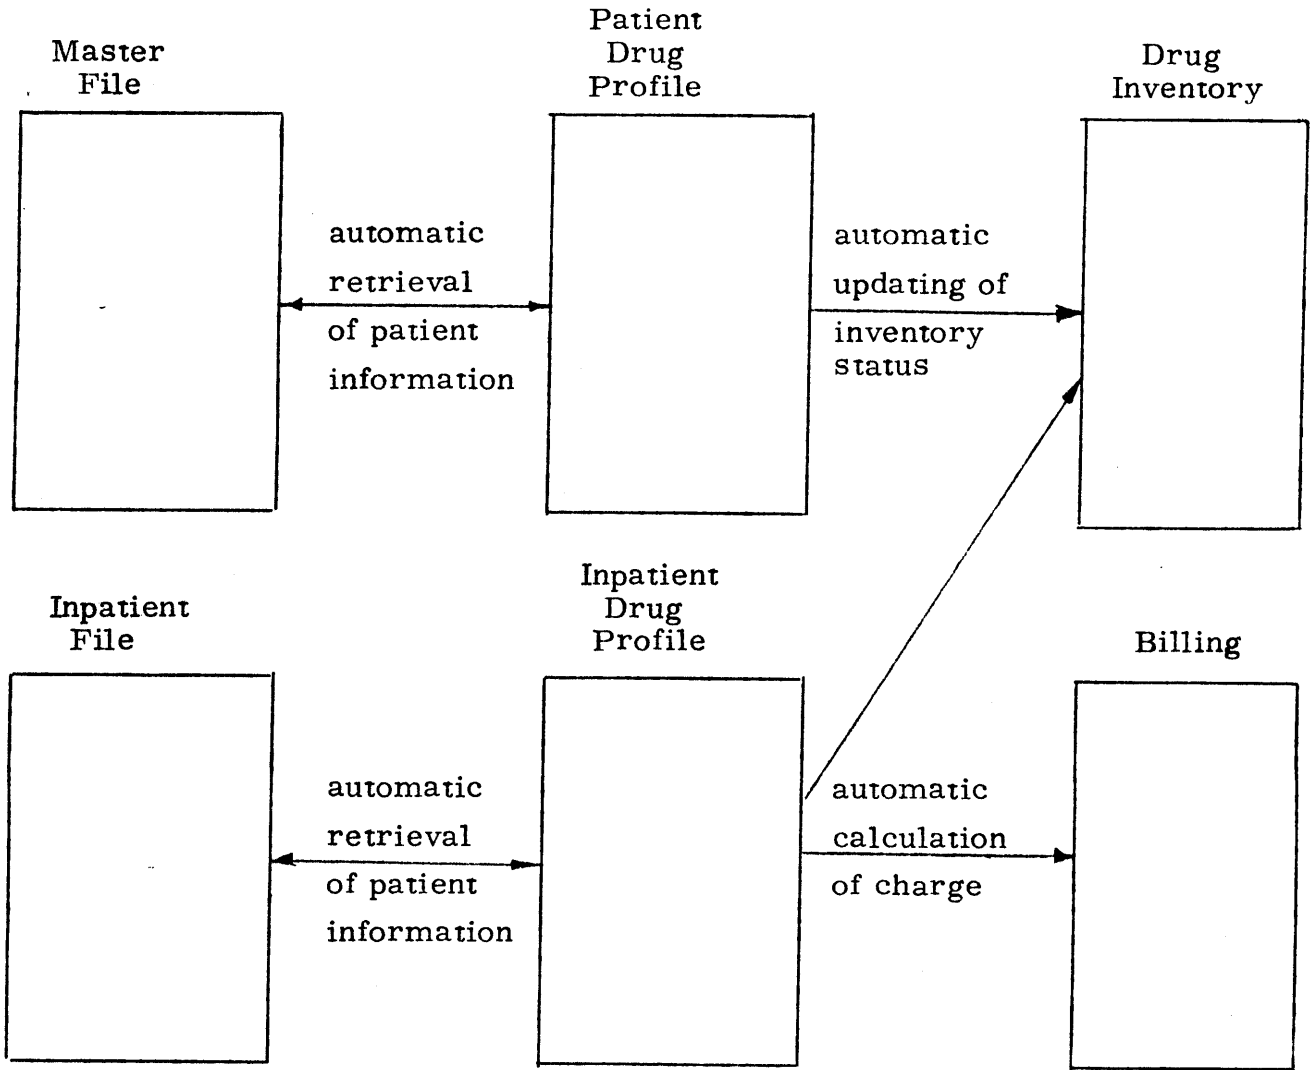 Master
File
Patient
Drug
Profile
Drug
Inventory
automatic
retrieval
of patient
information
automatic
updating of
inventory
status
Inpatient
File
Inpatient
Drug
Profile
Billing
automatic
retrieval
of patient
information
automatic
calculation
of charge